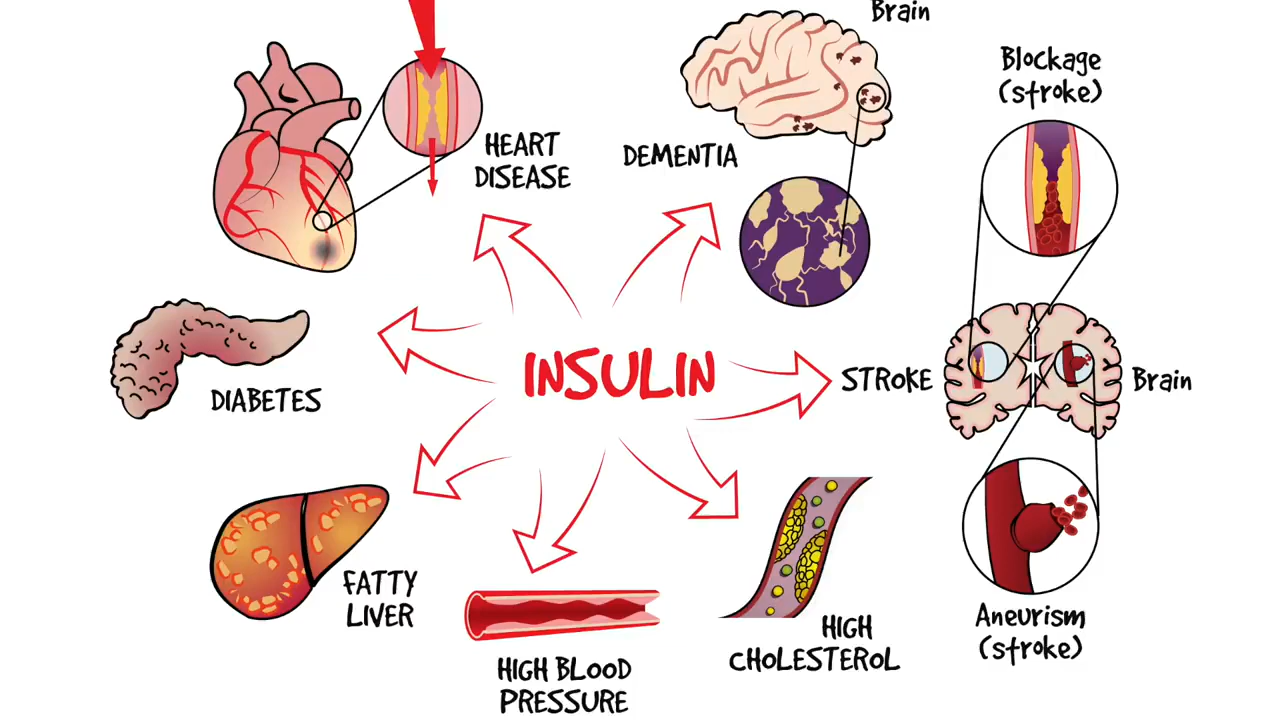 Brain
Blockage
(stroke)
HEART
DISEASE
DEMENTIA
INSULIN
STROKE
Brain
DIABETES
FATTY
LIVER
HIGH BLOOD
PRESSURE
HIGH
CHOLESTEROL
Aneurism
(stroke)